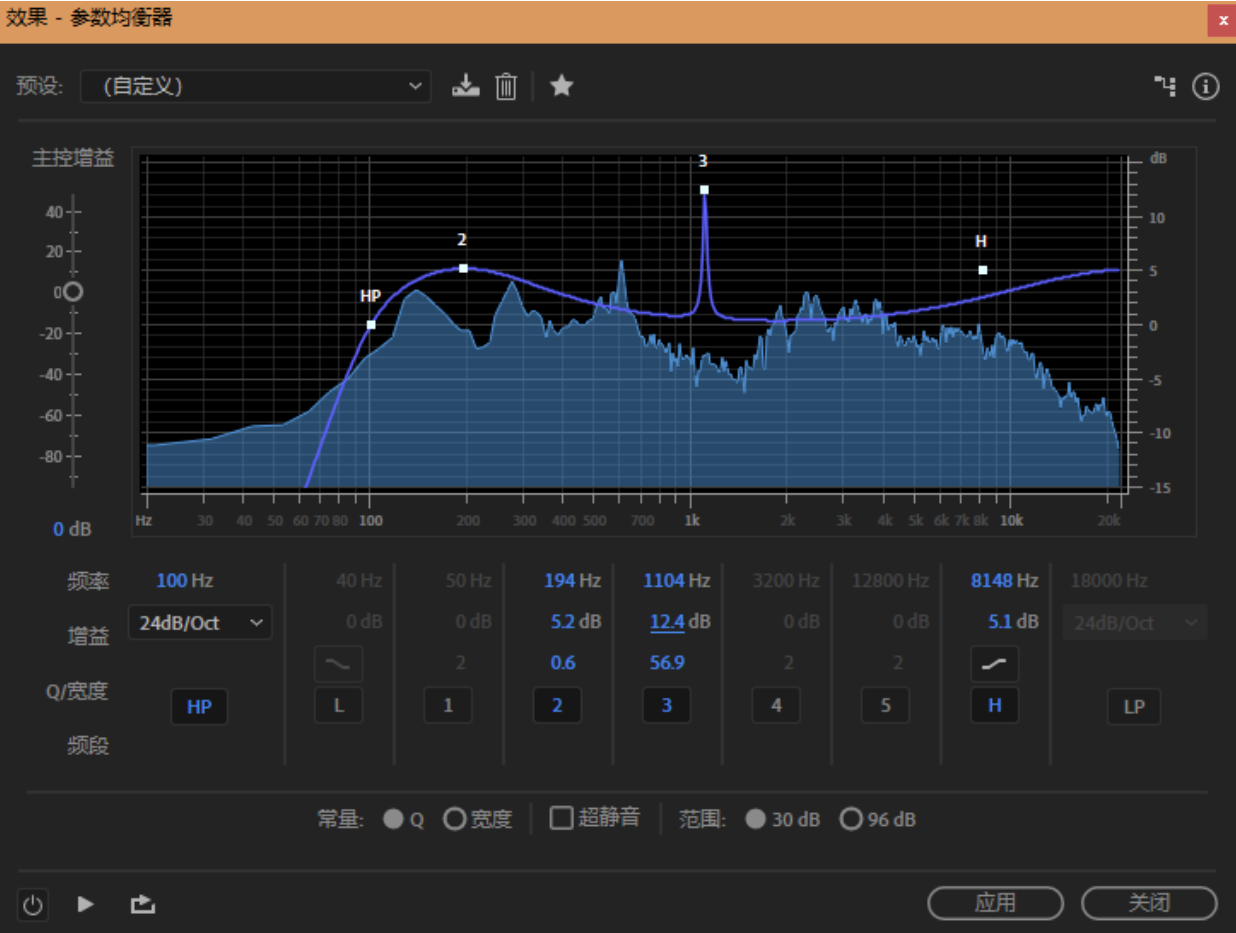 效果 - 参数均衡器
x
预设: (自定义)
主控增益
3
dB
40
10
2
H
20
5
0
HP
0
-20
-40
-5
-60
-10
-80
-15
Hz 30 40 50 60 70 80 100 200 300 400 500 700 1k 2k 3k 4k 5k 6k 7k 8k 10k 20k
0 dB
频率 100 Hz 40 Hz 50 Hz 194 Hz 1104 Hz 3200 Hz 12800 Hz 8148 Hz 18000 Hz
增益 24dB/Oct 0 dB 0 dB 5.2 dB 12.4 dB 0 dB 0 dB 5.1 dB 24dB/Oct
Q/宽度 2 0.6 56.9 2 2
频段 HP L 1 2 3 4 5 H LP
常量: Q 宽度 超静音 范围: 30 dB 96 dB
应用 关闭